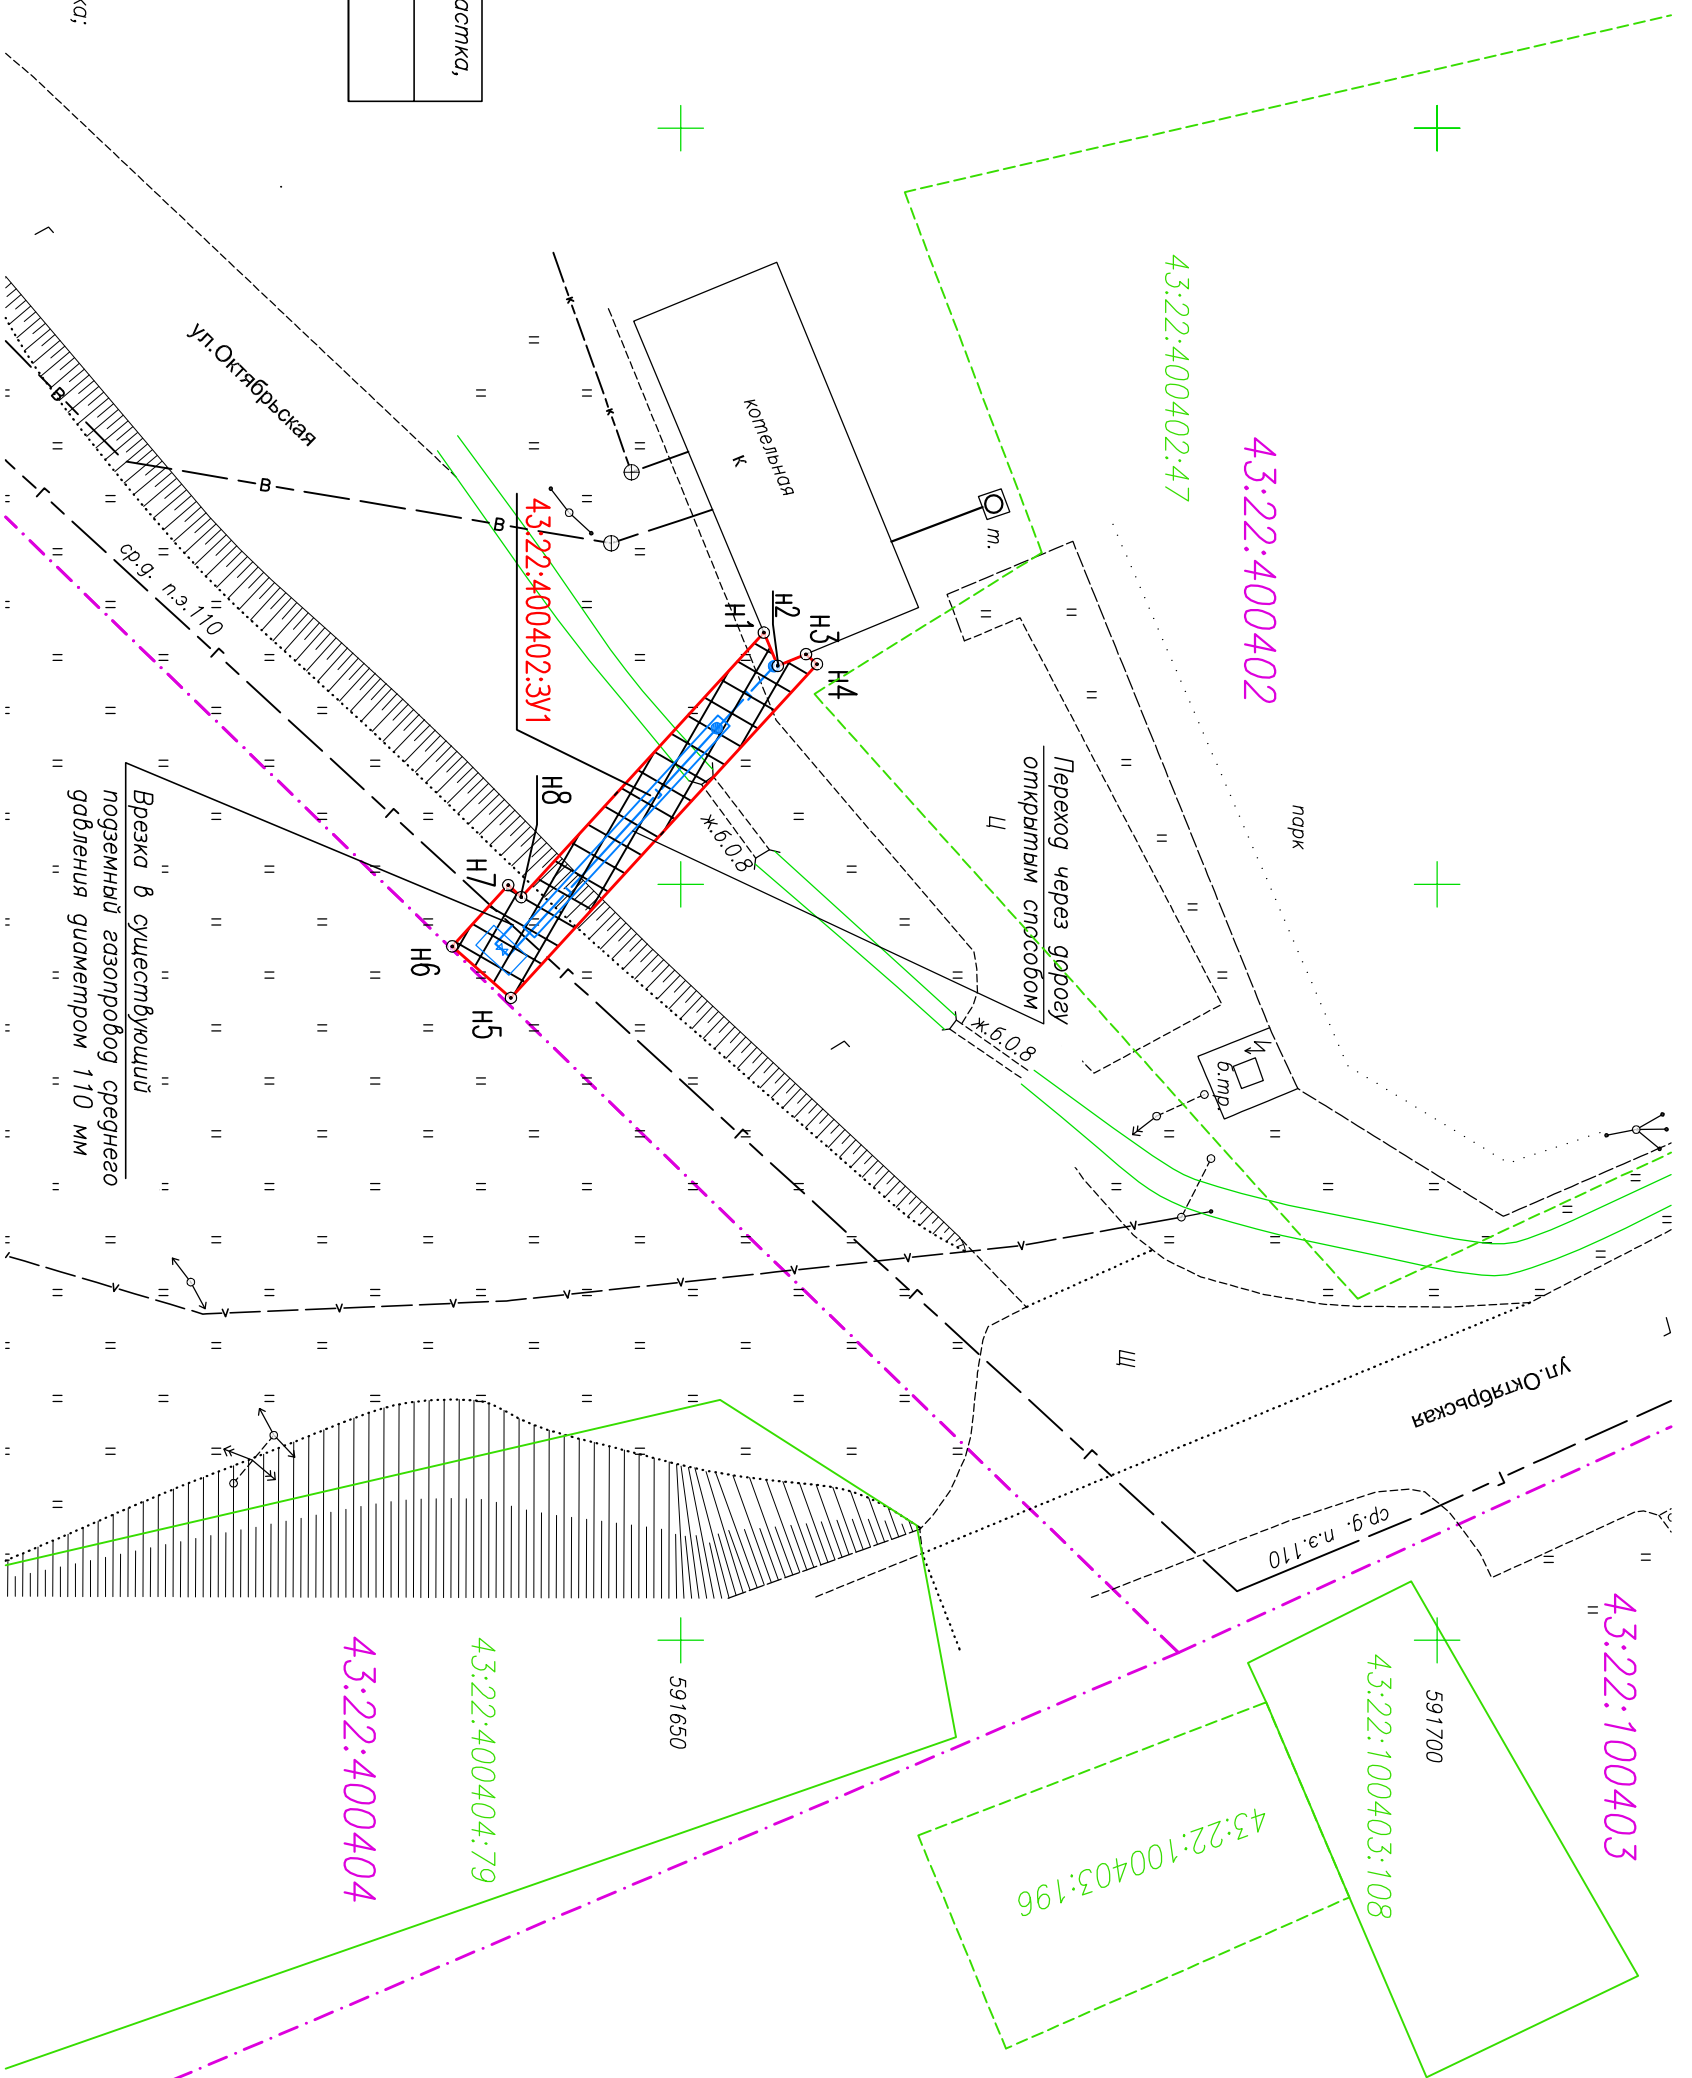 астка,
ка;
43:22:400402:47
43:22:400402
парк
ул.Октябрьская
котельная
к
т.
к
к
В
В
В
43:22:400402:ЗУ1
н1
н2
н3
н4
н5
н6
н7
н8
ср.д. п.э.110
ж.б.0.8
ж.б.0.8
Переход через дорогу
открытым способом
Ц
б.тр.
Врезка в существующий
подземный газопровод среднего
давления диаметром 110 мм
Г
Г
Г
Г
Г
Г
Г
Г
Г
Г
Щ
ул.Октябрьская
ср.д. п.э.110
43:22:100403
591700
43:22:100403:108
43:22:100403:196
591650
43:22:400404:79
43:22:400404